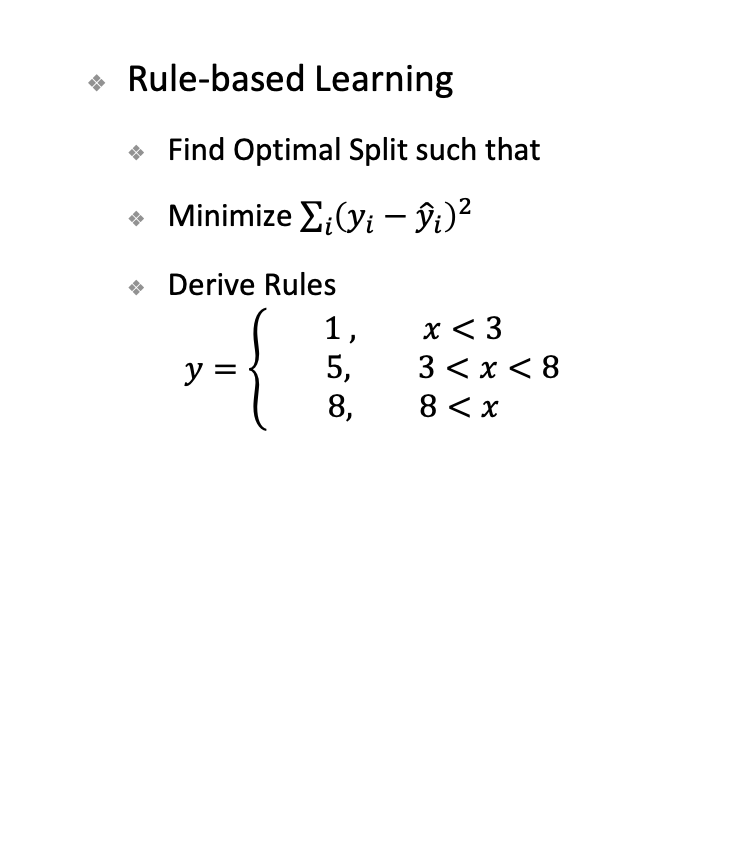 ❖ Rule-based Learning
❖ Find Optimal Split such that
❖ Minimize ∑ᵢ(yᵢ − ŷᵢ)²
❖ Derive Rules
1 , x < 3
y = { 5, 3 < x < 8
8, 8 < x